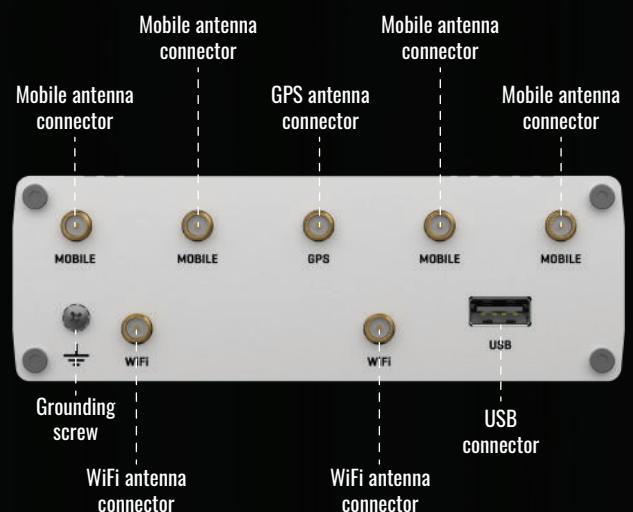 Mobile antenna
connector
Mobile antenna
connector
Mobile antenna
connector
GPS antenna
connector
Mobile antenna
connector
MOBILE
MOBILE
GPS
MOBILE
MOBILE
WiFi
WiFi
USB
Grounding
screw
USB
connector
WiFi antenna
connector
WiFi antenna
connector